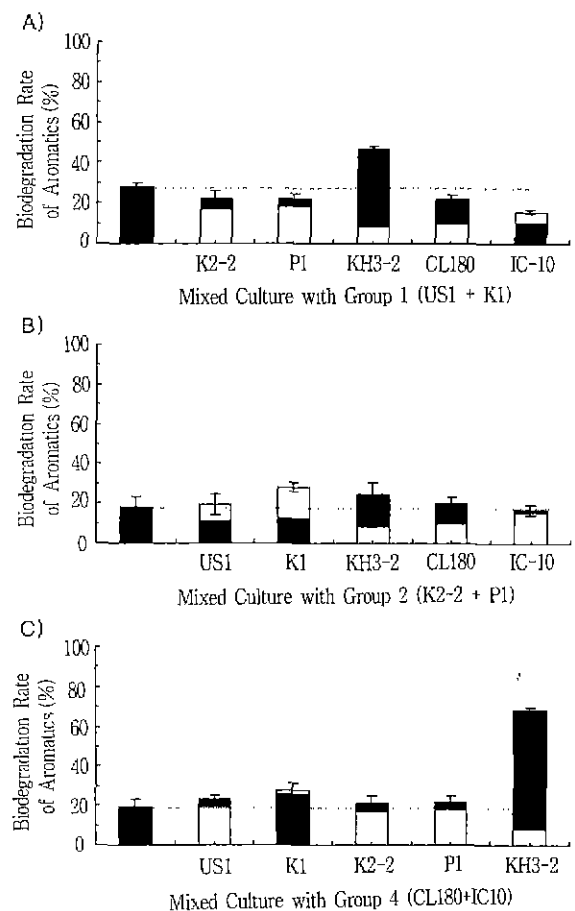 A)
100
80
60
40
20
0
Biodegradation Rate
of Aromatics (%)
K2-2 P1 KH3-2 CL180 IC-10
Mixed Culture with Group 1 (US1 + K1)
B)
100
80
60
40
20
0
Biodegradation Rate
of Aromatics (%)
US1 K1 KH3-2 CL180 IC-10
Mixed Culture with Group 2 (K2-2 + P1)
C)
100
80
60
40
20
0
Biodegradation Rate
of Aromatics (%)
US1 K1 K2-2 P1 KH3-2
Mixed Culture with Group 4 (CL180+IC10)